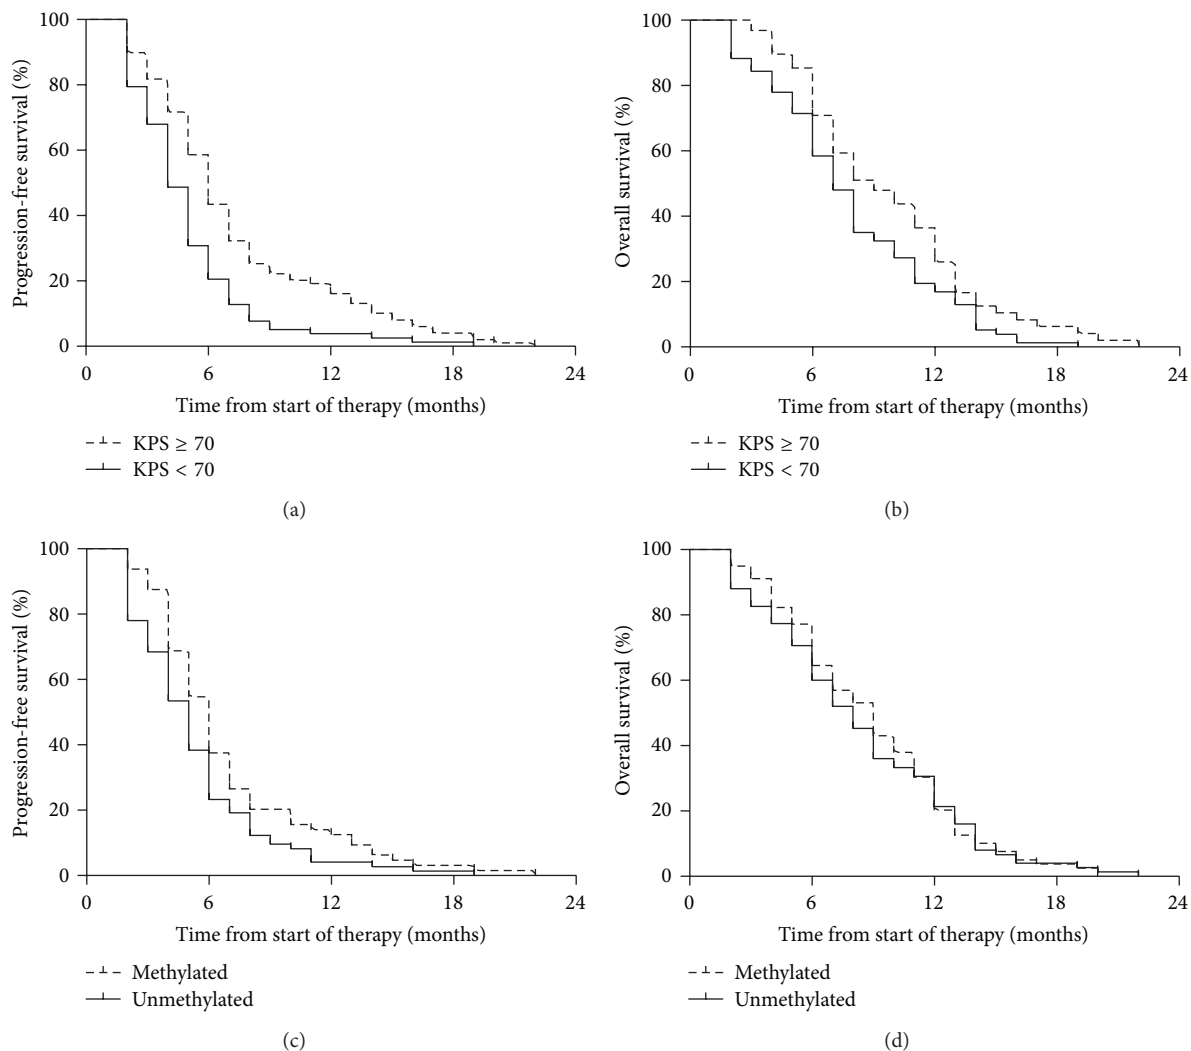 Progression-free survival (%)
100
80
60
40
20
0
0 6 12 18 24
Time from start of therapy (months)
KPS ≥ 70
KPS < 70
(a)
Overall survival (%)
100
80
60
40
20
0
0 6 12 18 24
Time from start of therapy (months)
KPS ≥ 70
KPS < 70
(b)
Progression-free survival (%)
100
80
60
40
20
0
0 6 12 18 24
Time from start of therapy (months)
Methylated
Unmethylated
(c)
Overall survival (%)
100
80
60
40
20
0
0 6 12 18 24
Time from start of therapy (months)
Methylated
Unmethylated
(d)